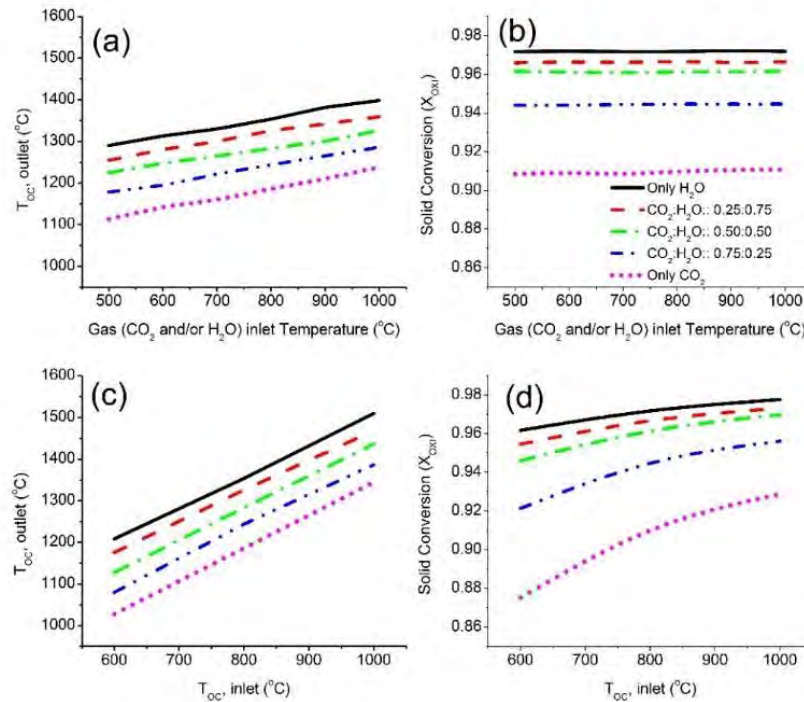 (a)
1600
1500
1400
1300
1200
1100
1000
T_OC, outlet (°C)
500 600 700 800 900 1000
Gas (CO₂ and/or H₂O) inlet Temperature (°C)
(b)
0.98
0.96
0.94
0.92
0.90
0.88
0.86
Solid Conversion (X_OXI)
Only H₂O
CO₂:H₂O:: 0.25:0.75
CO₂:H₂O:: 0.50:0.50
CO₂:H₂O:: 0.75:0.25
Only CO₂
500 600 700 800 900 1000
Gas (CO₂ and/or H₂O) inlet Temperature (°C)
(c)
1600
1500
1400
1300
1200
1100
1000
T_OC, outlet (°C)
600 700 800 900 1000
T_OC, inlet (°C)
(d)
0.98
0.96
0.94
0.92
0.90
0.88
0.86
Solid Conversion (X_OXI)
600 700 800 900 1000
T_OC, inlet (°C)